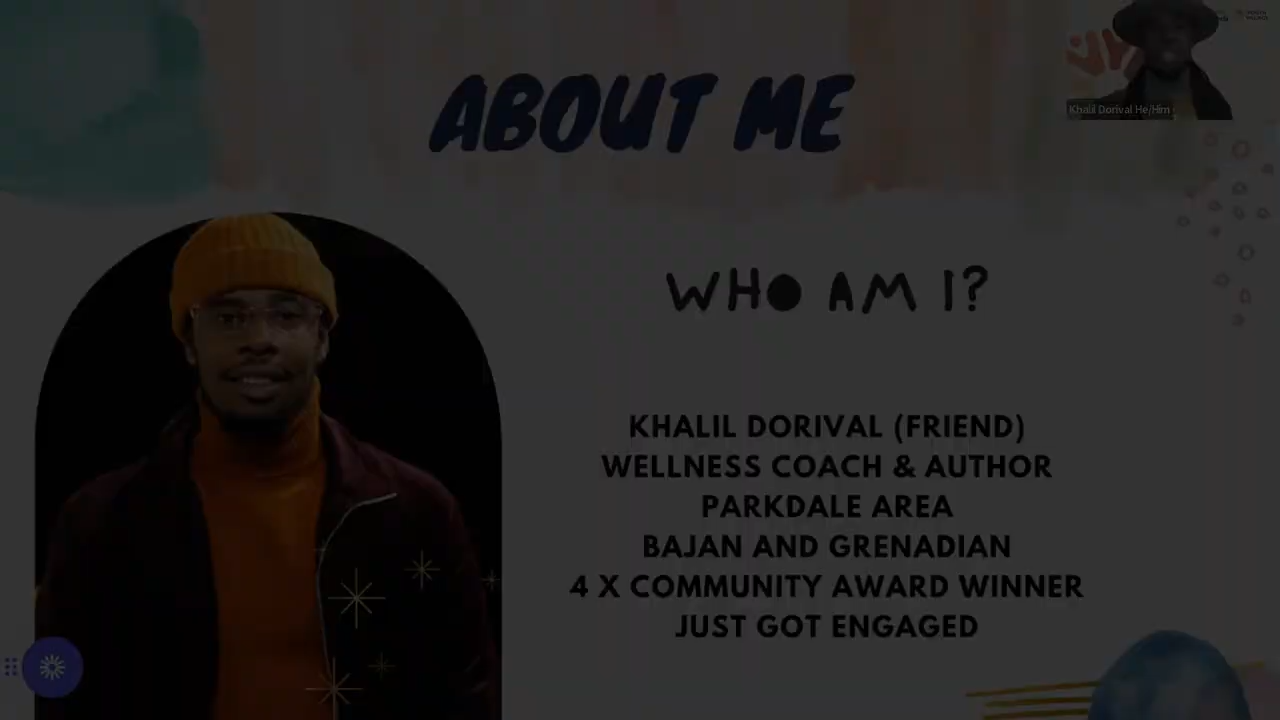 ABOUT ME
Khalil Dorival He/Him
WHO AM I?
KHALIL DORIVAL (FRIEND)
WELLNESS COACH & AUTHOR
PARKDALE AREA
BAJAN AND GRENADIAN
4 X COMMUNITY AWARD WINNER
JUST GOT ENGAGED